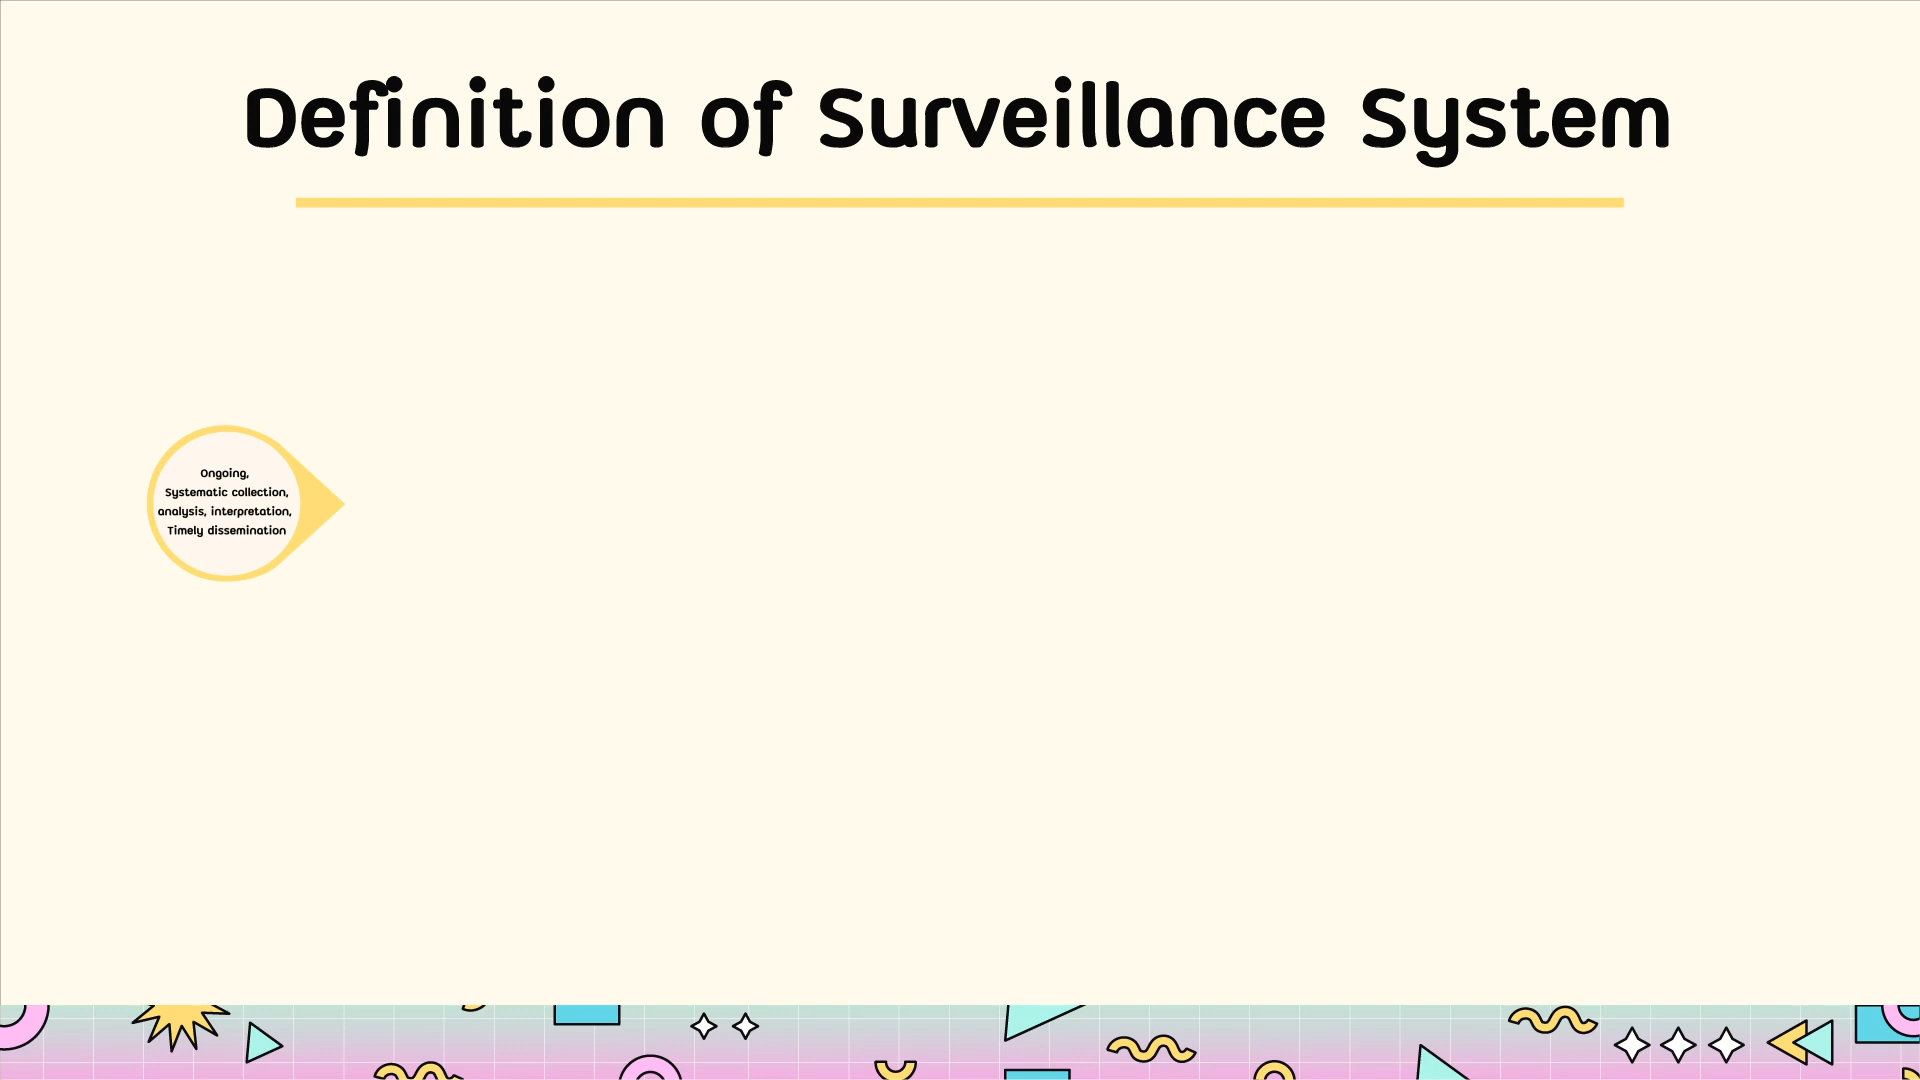 Definition of Surveillance System
Ongoing,
Systematic collection,
analysis, interpretation,
Timely dissemination